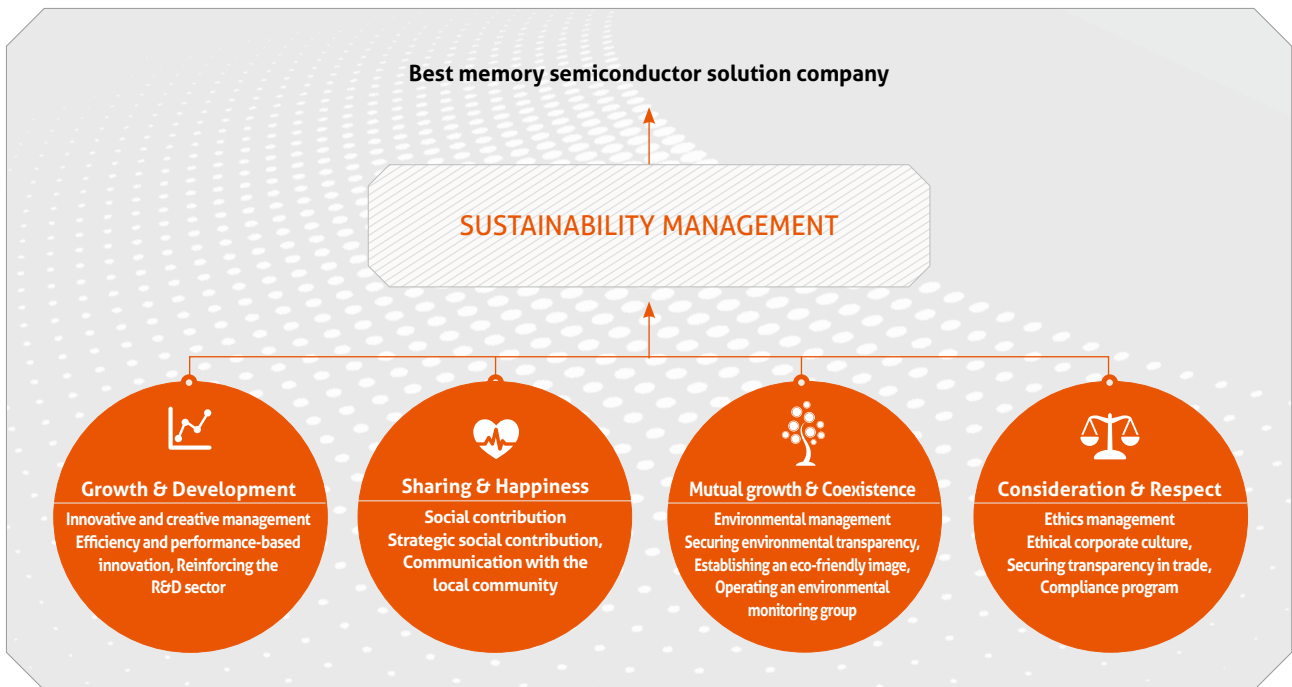 Best memory semiconductor solution company
SUSTAINABILITY MANAGEMENT
Growth & Development
Innovative and creative management
Efficiency and performance-based
innovation, Reinforcing the
R&D sector
Sharing & Happiness
Social contribution
Strategic social contribution,
Communication with the
local community
Mutual growth & Coexistence
Environmental management
Securing environmental transparency,
Establishing an eco-friendly image,
Operating an environmental
monitoring group
Consideration & Respect
Ethics management
Ethical corporate culture,
Securing transparency in trade,
Compliance program